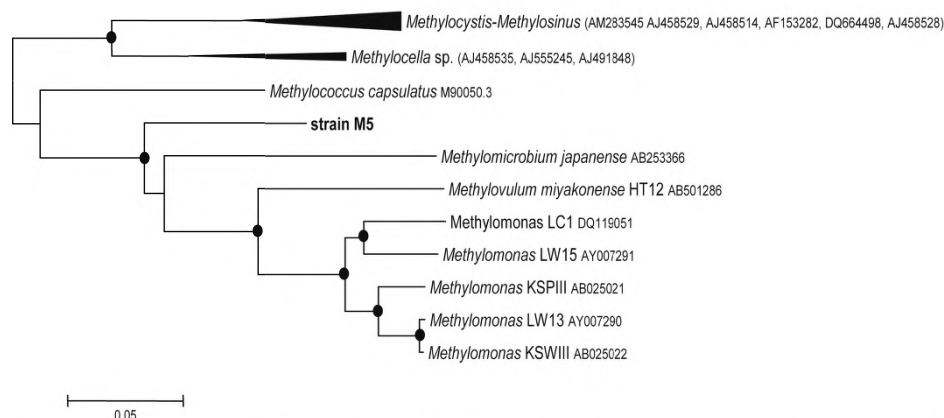 Methylocystis-Methylosinus (AM283545 AJ458529, AJ458514, AF153282, DQ664498, AJ458528)
Methylocella sp. (AJ458535, AJ555245, AJ491848)
Methylococcus capsulatus M90050.3
strain M5
Methylomicrobium japanense AB253366
Methylovulum miyakonense HT12 AB501286
Methylomonas LC1 DQ119051
Methylomonas LW15 AY007291
Methylomonas KSPIII AB025021
Methylomonas LW13 AY007290
Methylomonas KSWIII AB025022
0.05